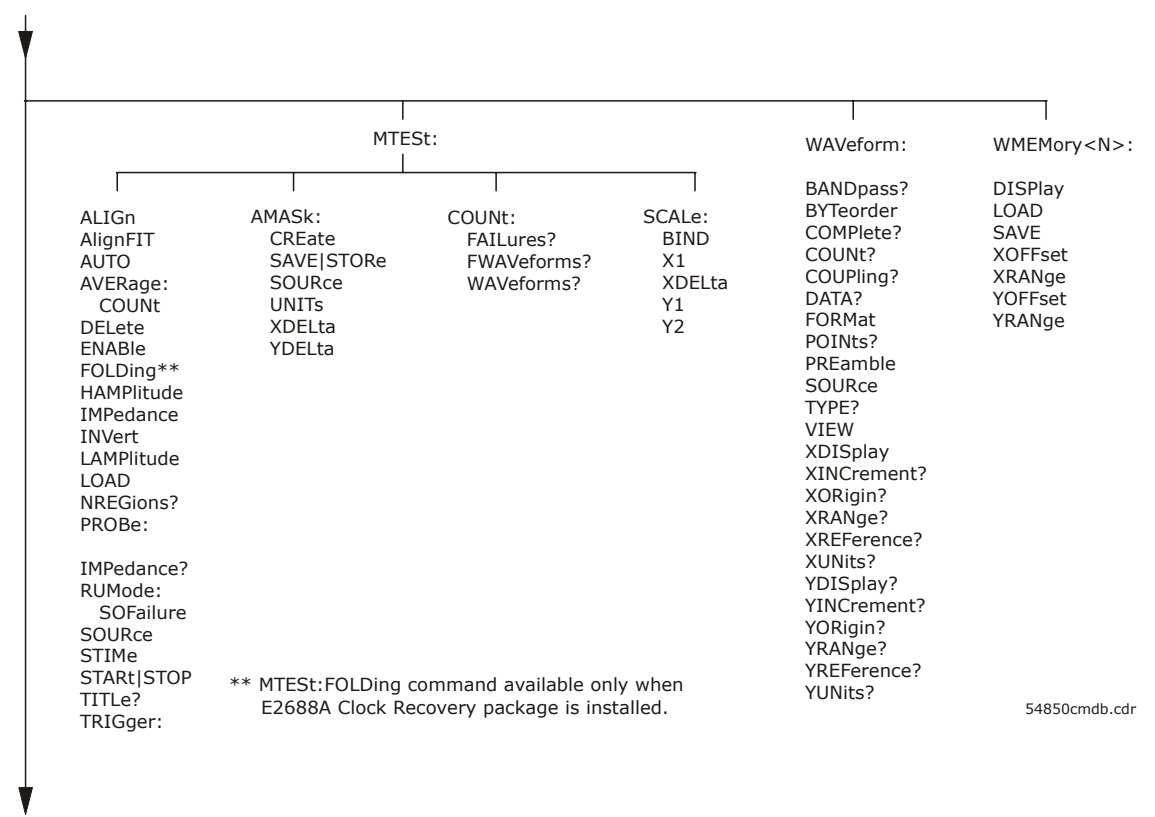 MTESt:
ALIGn
AlignFIT
AUTO
AVERage:
COUNt
DELete
ENABle
FOLDing**
HAMPlitude
IMPedance
INVert
LAMPlitude
LOAD
NREGions?
PROBe:
IMPedance?
RUMode:
SOFailure
SOURce
STIMe
STARt|STOP
TITLe?
TRIGger:
AMASk:
CREate
SAVE|STORe
SOURce
UNITs
XDELta
YDELta
COUNt:
FAILures?
FWAVeforms?
WAVeforms?
SCALe:
BIND
X1
XDELta
Y1
Y2
** MTESt:FOLDing command available only when
E2688A Clock Recovery package is installed.
WAVeform:
BANDpass?
BYTeorder
COMPlete?
COUNt?
COUPling?
DATA?
FORMat
POINts?
PREamble
SOURce
TYPE?
VIEW
XDISplay
XINCrement?
XORigin?
XRANge?
XREFerence?
XUNits?
YDISplay?
YINCrement?
YORigin?
YRANge?
YREFerence?
YUNits?
WMEMory<N>:
DISPlay
LOAD
SAVE
XOFFset
XRANge
YOFFset
YRANge
54850cmdb.cdr